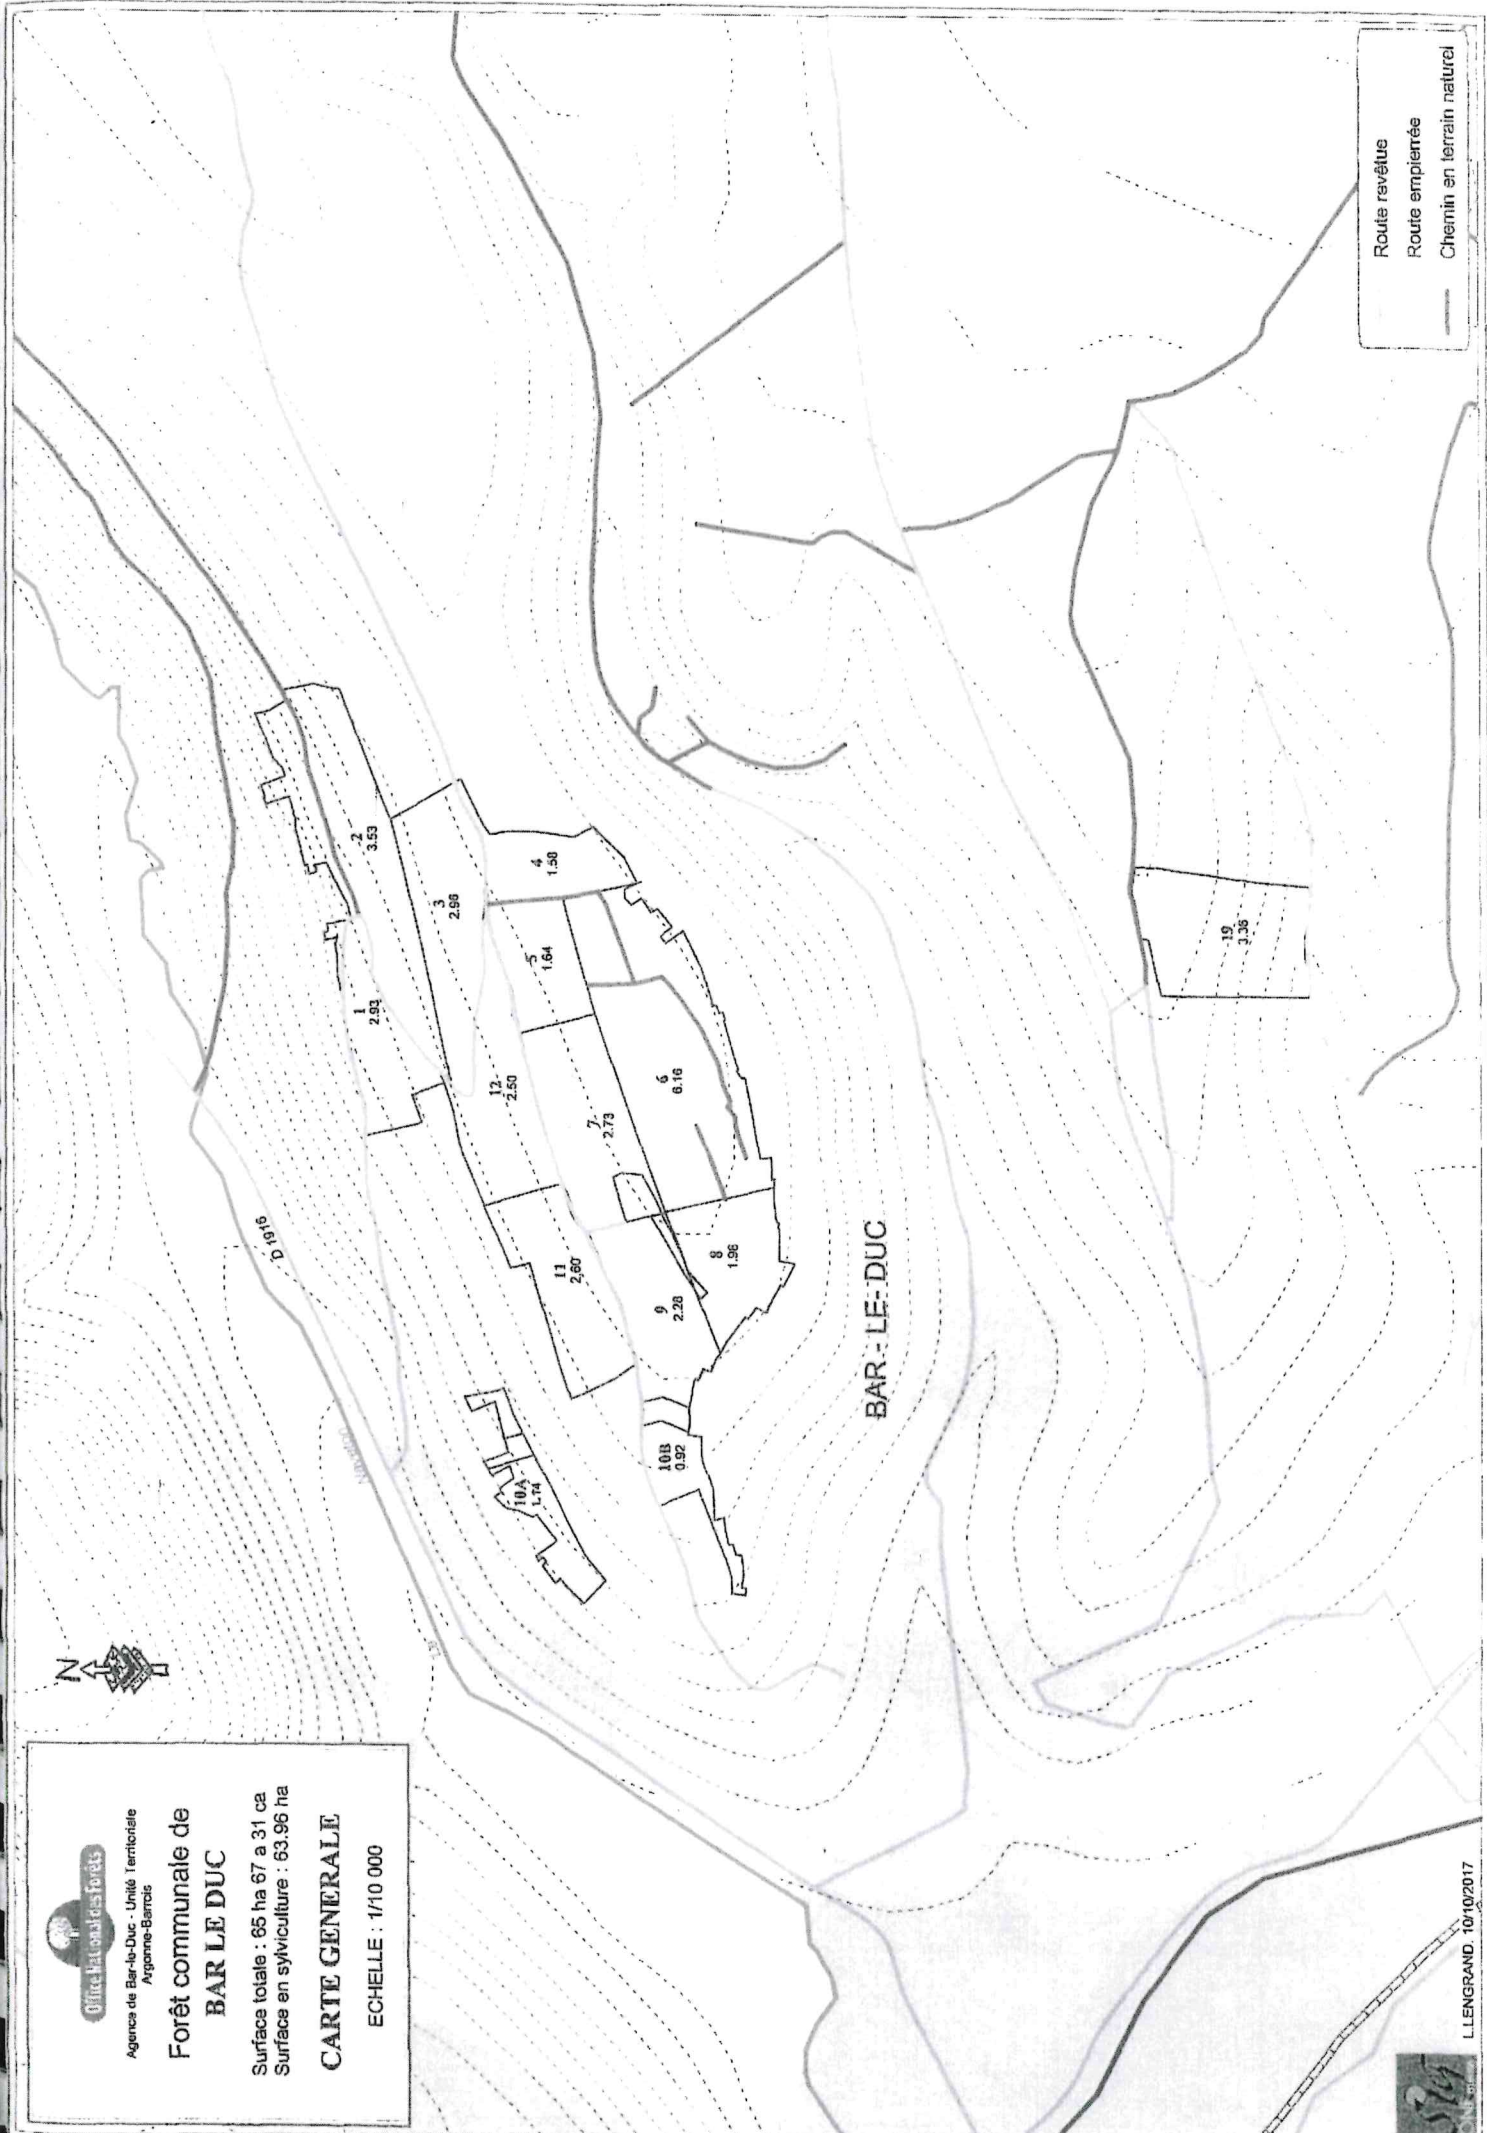 Office National des Forêts
Agence de Bar-le-Duc - Unité Territoriale
Argonne-Barrois
Forêt communale de
BAR LE DUC
Surface totale : 65 ha 67 a 31 ca
Surface en sylviculture : 63.96 ha
CARTE GENERALE
ECHELLE : 1/10 000
N
D 1916
1
2.93
2
3.53
3
2.96
4
1.58
5
1.64
12
2.50
7
2.73
6
6.16
11
2.60
9
2.28
8
1.96
10A
1.74
10B
0.92
19
3.36
BAR-LE-DUC
Route revêtue
Route empierrée
Chemin en terrain naturel
L.LENGRAND. 10/10/2017